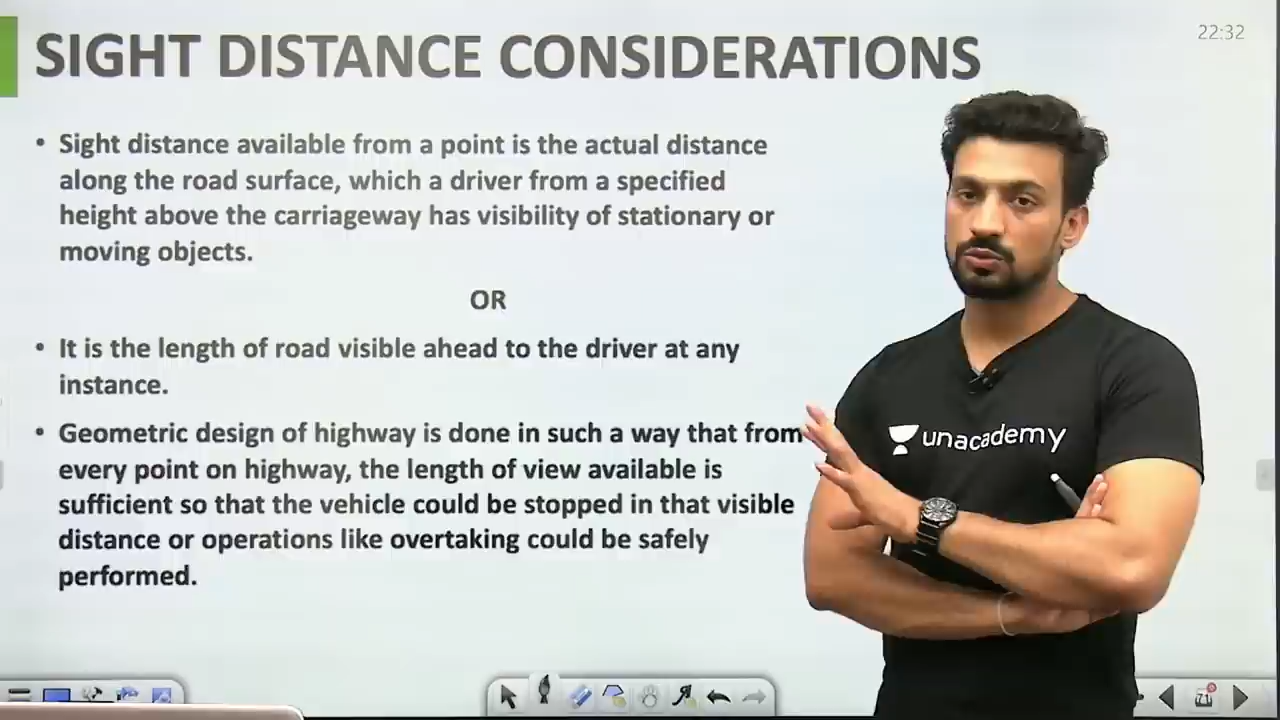 22:32
SIGHT DISTANCE CONSIDERATIONS
• Sight distance available from a point is the actual distance
along the road surface, which a driver from a specified
height above the carriageway has visibility of stationary or
moving objects.
OR
• It is the length of road visible ahead to the driver at any
instance.
• Geometric design of highway is done in such a way that from
every point on highway, the length of view available is
sufficient so that the vehicle could be stopped in that visible
distance or operations like overtaking could be safely
performed.
unacademy
71